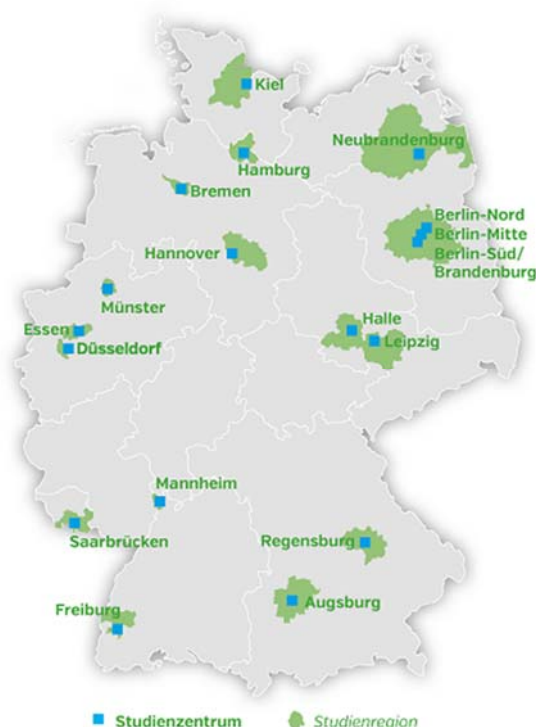 Kiel
Neubrandenburg
Hamburg
Bremen
Berlin-Nord
Berlin-Mitte
Berlin-Süd/
Brandenburg
Hannover
Münster
Essen
Düsseldorf
Halle
Leipzig
Mannheim
Saarbrücken
Regensburg
Augsburg
Freiburg
Studienzentrum
Studienregion